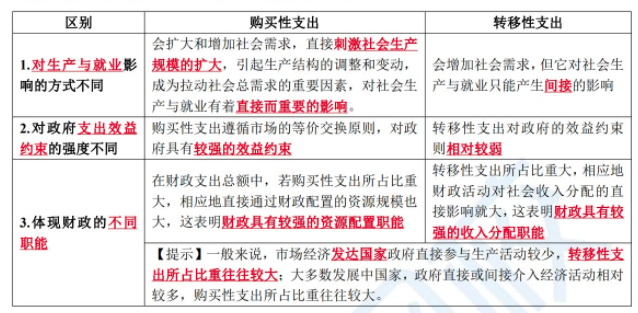 区别 购买性支出 转移性支出
1.对生产与就业影
响的方式不同
会扩大和增加社会需求，直接刺激社会生产
规模的扩大，引起生产结构的调整和变动，
成为拉动社会总需求的重要因素，对社会生
产与就业有着直接而重要的影响。
会增加社会需求，但它对社会生
产与就业只能产生间接的影响
2.对政府支出效益
约束的强度不同
购买性支出遵循市场的等价交换原则，对政
府具有较强的效益约束
转移性支出对政府的效益约束
则相对较弱
3.体现财政的不同
职能
在财政支出总额中，若购买性支出所占比重
大，相应地直接通过财政配置的资源规模也
大，这表明财政具有较强的资源配置职能
转移性支出所占比重大，相应地
财政活动对社会收入分配的直
接影响就大，这表明财政具有较
强的收入分配职能
【提示】一般来说，市场经济发达国家政府直接参与生产活动较少，转移性支
出所占比重往往较大；大多数发展中国家，政府直接或间接介入经济活动相对
较多，购买性支出所占比重往往较大。